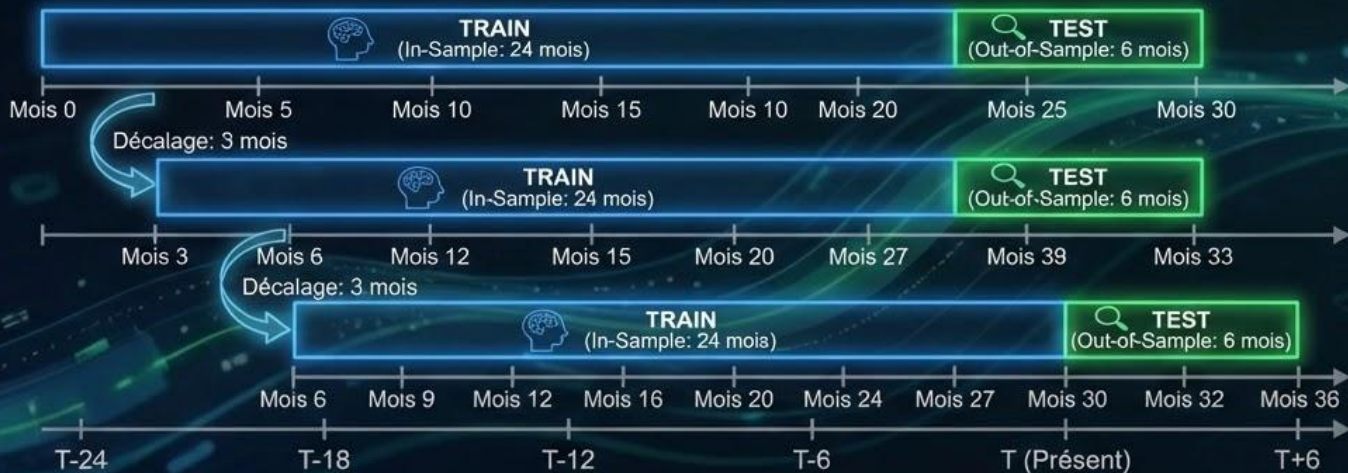 TRAIN
(In-Sample: 24 mois)
TEST
(Out-of-Sample: 6 mois)
Mois 0 Mois 5 Mois 10 Mois 15 Mois 10 Mois 20 Mois 25 Mois 30
Décalage: 3 mois
TRAIN
(In-Sample: 24 mois)
TEST
(Out-of-Sample: 6 mois)
Mois 3 Mois 6 Mois 12 Mois 15 Mois 20 Mois 27 Mois 39 Mois 33
Décalage: 3 mois
TRAIN
(In-Sample: 24 mois)
TEST
(Out-of-Sample: 6 mois)
Mois 6 Mois 9 Mois 12 Mois 16 Mois 20 Mois 24 Mois 27 Mois 30 Mois 32 Mois 36
T-24 T-18 T-12 T-6 T (Présent) T+6